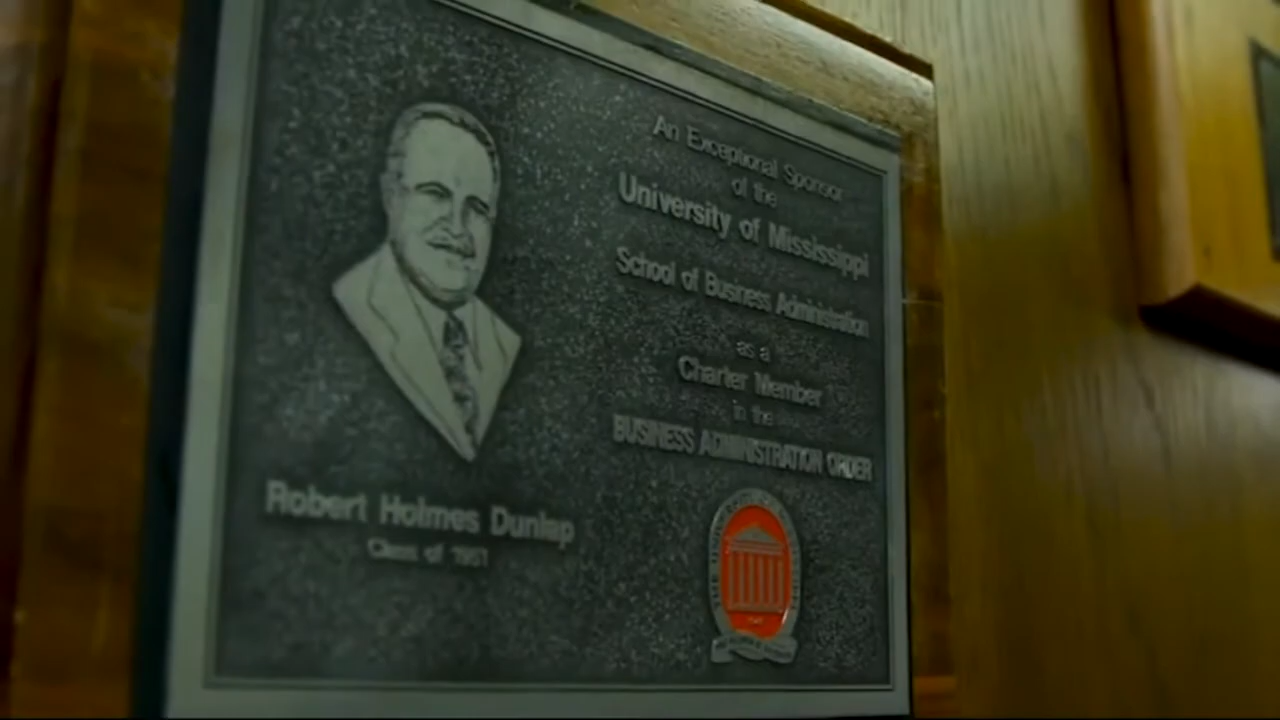 An Exceptional Sponsor
of the
University of Mississippi
School of Business Administration
as a
Charter Member
in the
BUSINESS ADMINISTRATION ORDER
Robert Holmes Dunlap
Class of 1951